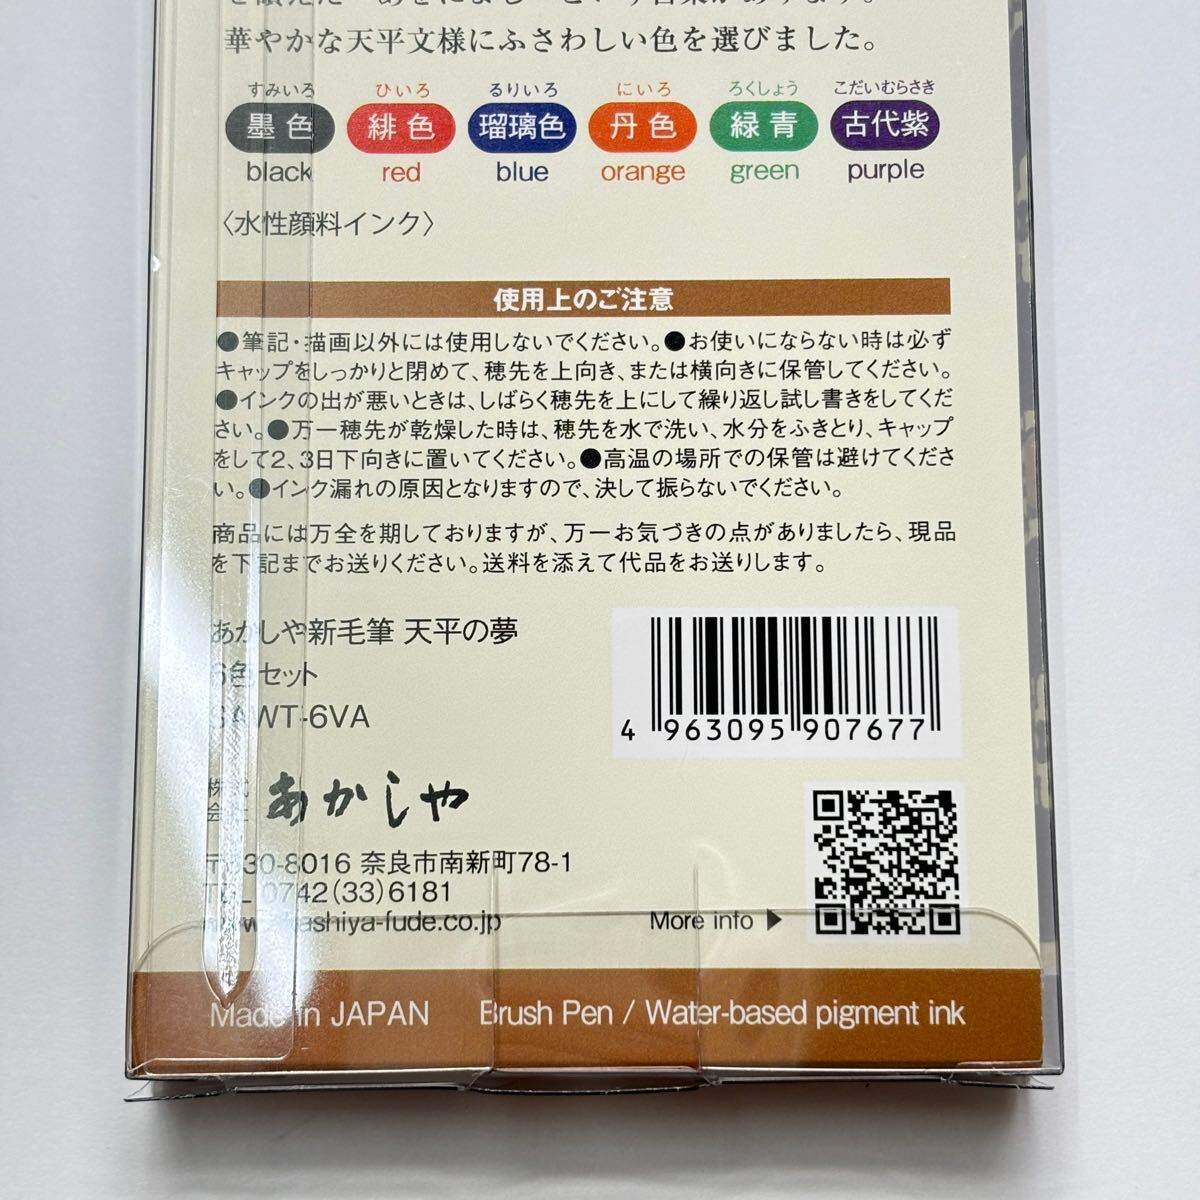 華やかな天平文様にふさわしい色を選びました。
すみいろ ひいろ るりいろ にいろ ろくしょう こだいむらさき
墨色 緋色 瑠璃色 丹色 緑青 古代紫
black red blue orange green purple
〈水性顔料インク〉
使用上のご注意
●筆記・描画以外には使用しないでください。●お使いにならない時は必ず
キャップをしっかりと閉めて、穂先を上向き、または横向きに保管してください。
●インクの出が悪いときは、しばらく穂先を上にして繰り返し試し書きをしてくだ
さい。●万一穂先が乾燥した時は、穂先を水で洗い、水分をふきとり、キャップ
をして2、3日下向きに置いてください。●高温の場所での保管は避けてくださ
い。●インク漏れの原因となりますので、決して振らないでください。
商品には万全を期しておりますが、万一お気づきの点がありましたら、現品
を下記までお送りください。送料を添えて代品をお送りします。
あかしや新毛筆 天平の夢
6色セット
SAWT-6VA
4 963095 907677
株式会社 あかしや
〒630-8016 奈良市南新町78-1
TEL 0742(33)6181
www.akashiya-fude.co.jp
More info ▶
Made in JAPAN Brush Pen / Water-based pigment ink